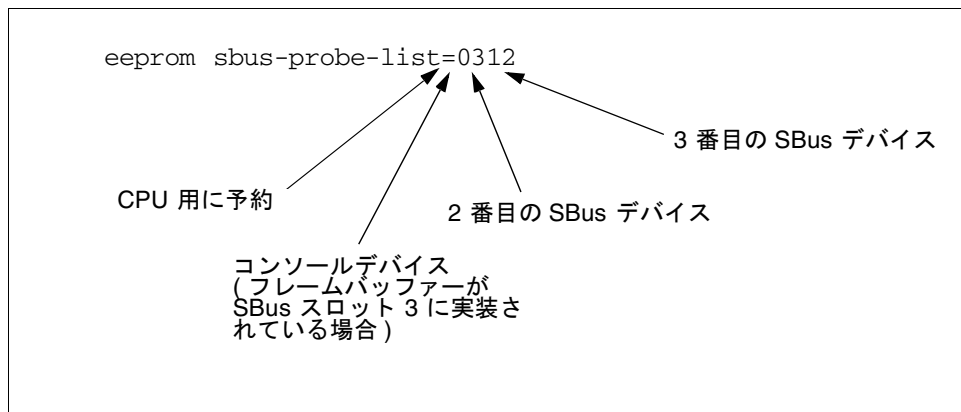 eeprom sbus-probe-list=0312
3 番目の SBus デバイス
CPU 用に予約
2 番目の SBus デバイス
コンソールデバイス
( フレームバッファーが
SBus スロット 3 に実装さ
れている場合 )